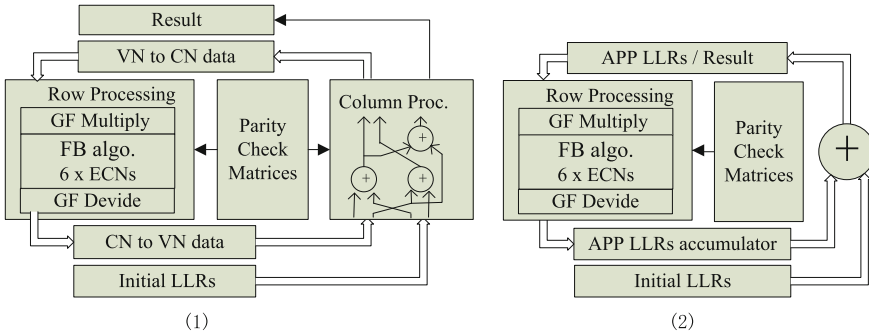 Result
VN to CN data
Row Processing
GF Multiply
FB algo.
6 x ECNs
GF Devide
Parity
Check
Matrices
Column Proc.
+
+
+
CN to VN data
Initial LLRs
(1)
APP LLRs / Result
Row Processing
GF Multiply
FB algo.
6 x ECNs
GF Devide
Parity
Check
Matrices
+
APP LLRs accumulator
Initial LLRs
(2)